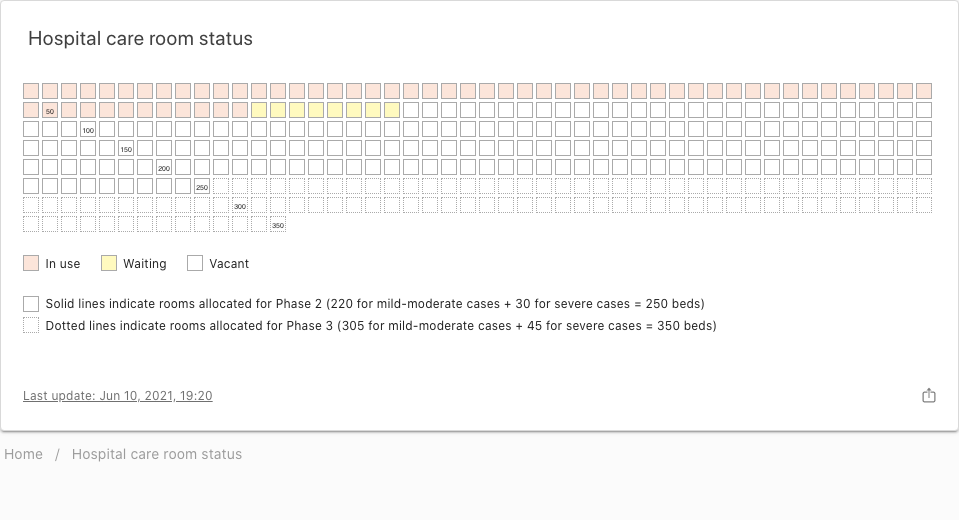 Hospital care room status
50
100
150
200
250
300
350
In use Waiting Vacant
Solid lines indicate rooms allocated for Phase 2 (220 for mild-moderate cases + 30 for severe cases = 250 beds)
Dotted lines indicate rooms allocated for Phase 3 (305 for mild-moderate cases + 45 for severe cases = 350 beds)
Last update: Jun 10, 2021, 19:20
Home / Hospital care room status